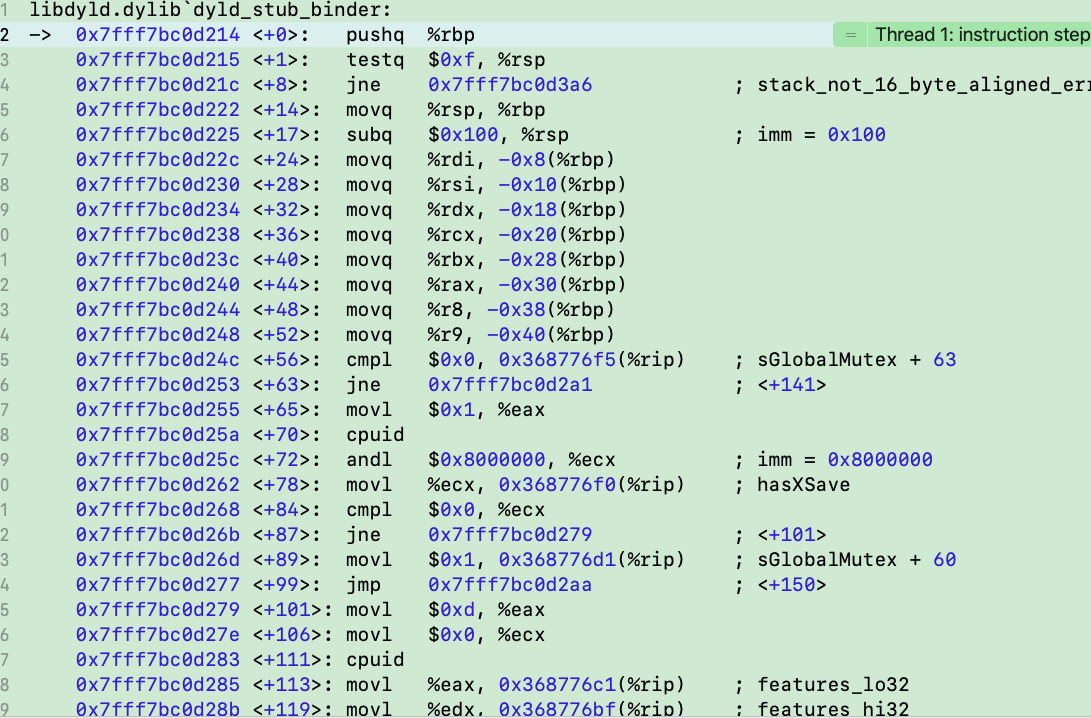 1 libdyld.dylib`dyld_stub_binder:
2 -> 0x7fff7bc0d214 <+0>: pushq %rbp = Thread 1: instruction step
3 0x7fff7bc0d215 <+1>: testq $0xf, %rsp
4 0x7fff7bc0d21c <+8>: jne 0x7fff7bc0d3a6 ; stack_not_16_byte_aligned_err
5 0x7fff7bc0d222 <+14>: movq %rsp, %rbp
6 0x7fff7bc0d225 <+17>: subq $0x100, %rsp ; imm = 0x100
7 0x7fff7bc0d22c <+24>: movq %rdi, -0x8(%rbp)
8 0x7fff7bc0d230 <+28>: movq %rsi, -0x10(%rbp)
9 0x7fff7bc0d234 <+32>: movq %rdx, -0x18(%rbp)
0 0x7fff7bc0d238 <+36>: movq %rcx, -0x20(%rbp)
1 0x7fff7bc0d23c <+40>: movq %rbx, -0x28(%rbp)
2 0x7fff7bc0d240 <+44>: movq %rax, -0x30(%rbp)
3 0x7fff7bc0d244 <+48>: movq %r8, -0x38(%rbp)
4 0x7fff7bc0d248 <+52>: movq %r9, -0x40(%rbp)
5 0x7fff7bc0d24c <+56>: cmpl $0x0, 0x368776f5(%rip) ; sGlobalMutex + 63
6 0x7fff7bc0d253 <+63>: jne 0x7fff7bc0d2a1 ; <+141>
7 0x7fff7bc0d255 <+65>: movl $0x1, %eax
8 0x7fff7bc0d25a <+70>: cpuid
9 0x7fff7bc0d25c <+72>: andl $0x8000000, %ecx ; imm = 0x8000000
0 0x7fff7bc0d262 <+78>: movl %ecx, 0x368776f0(%rip) ; hasXSave
1 0x7fff7bc0d268 <+84>: cmpl $0x0, %ecx
2 0x7fff7bc0d26b <+87>: jne 0x7fff7bc0d279 ; <+101>
3 0x7fff7bc0d26d <+89>: movl $0x1, 0x368776d1(%rip) ; sGlobalMutex + 60
4 0x7fff7bc0d277 <+99>: jmp 0x7fff7bc0d2aa ; <+150>
5 0x7fff7bc0d279 <+101>: movl $0xd, %eax
6 0x7fff7bc0d27e <+106>: movl $0x0, %ecx
7 0x7fff7bc0d283 <+111>: cpuid
8 0x7fff7bc0d285 <+113>: movl %eax, 0x368776c1(%rip) ; features_lo32
9 0x7fff7bc0d28b <+119>: movl %edx, 0x368776bf(%rip) ; features_hi32